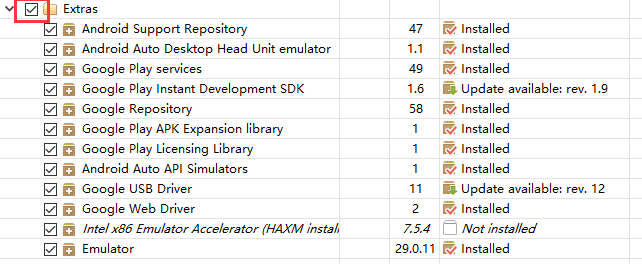 Extras
Android Support Repository 47 Installed
Android Auto Desktop Head Unit emulator 1.1 Installed
Google Play services 49 Installed
Google Play Instant Development SDK 1.6 Update available: rev. 1.9
Google Repository 58 Installed
Google Play APK Expansion library 1 Installed
Google Play Licensing Library 1 Installed
Android Auto API Simulators 1 Installed
Google USB Driver 11 Update available: rev. 12
Google Web Driver 2 Installed
Intel x86 Emulator Accelerator (HAXM install 7.5.4 Not installed
Emulator 29.0.11 Installed